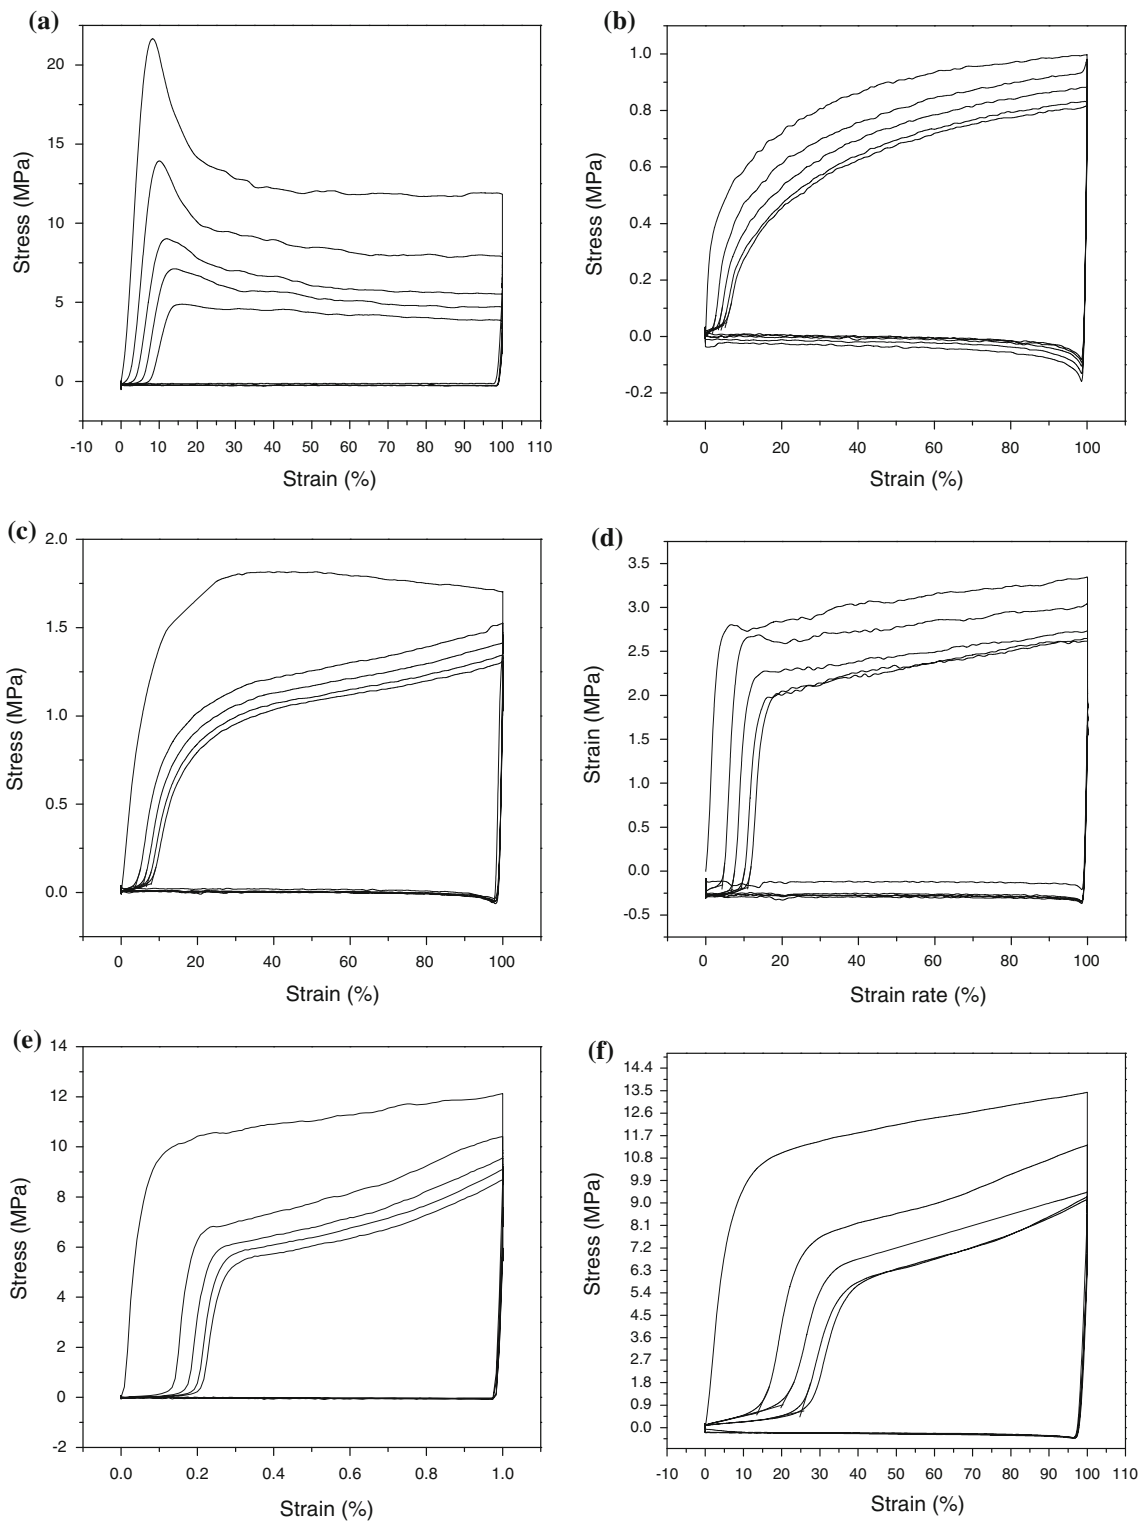 (a)
20
15
10
5
0
-10 0 10 20 30 40 50 60 70 80 90 100 110
Stress (MPa)
Strain (%)
(b)
1.0
0.8
0.6
0.4
0.2
0.0
-0.2
0 20 40 60 80 100
Stress (MPa)
Strain (%)
(c)
2.0
1.5
1.0
0.5
0.0
0 20 40 60 80 100
Stress (MPa)
Strain (%)
(d)
3.5
3.0
2.5
2.0
1.5
1.0
0.5
0.0
-0.5
0 20 40 60 80 100
Strain (MPa)
Strain rate (%)
(e)
14
12
10
8
6
4
2
0
-2
0.0 0.2 0.4 0.6 0.8 1.0
Stress (MPa)
Strain (%)
(f)
14.4
13.5
12.6
11.7
10.8
9.9
9.0
8.1
7.2
6.3
5.4
4.5
3.6
2.7
1.8
0.9
0.0
-10 0 10 20 30 40 50 60 70 80 90 100 110
Stress (MPa)
Strain (%)